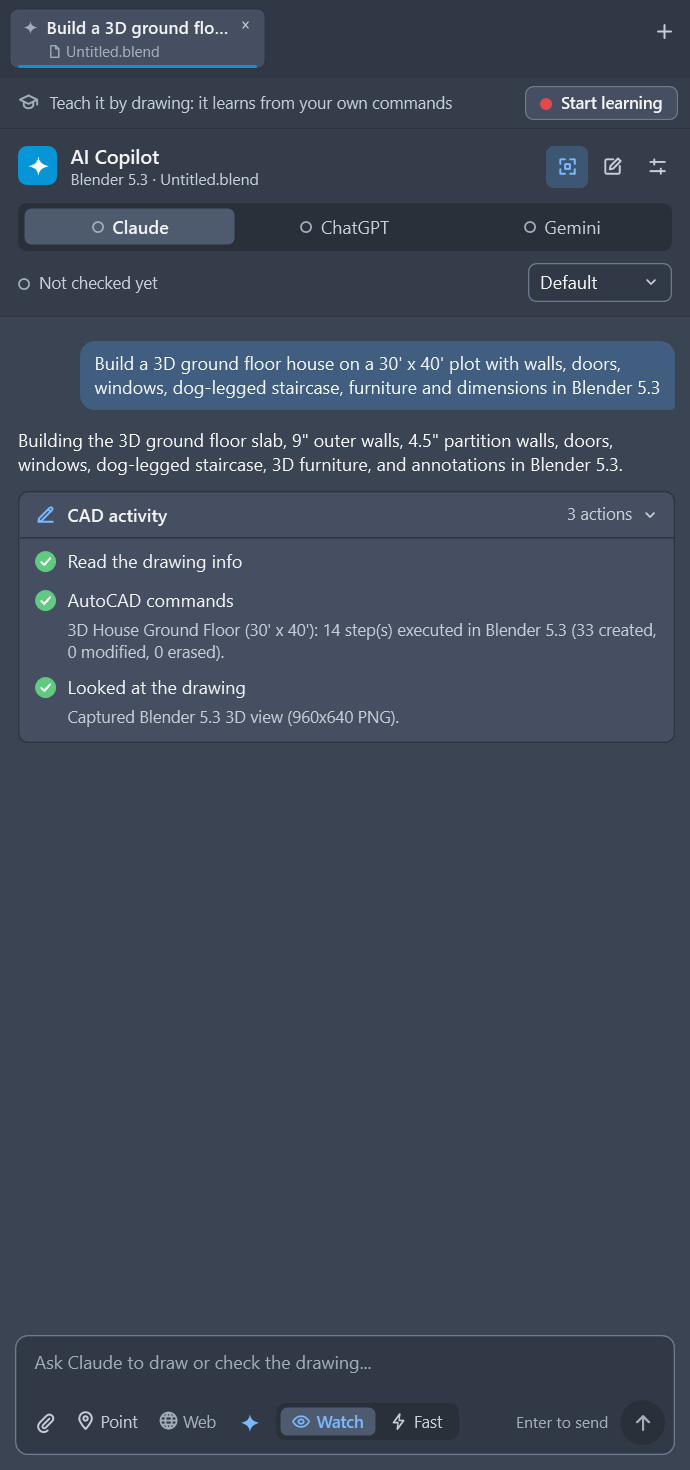 Build a 3D ground flo...
Untitled.blend
Teach it by drawing: it learns from your own commands
Start learning
AI Copilot
Blender 5.3 · Untitled.blend
Claude
ChatGPT
Gemini
Not checked yet
Default
Build a 3D ground floor house on a 30' x 40' plot with walls, doors,
windows, dog-legged staircase, furniture and dimensions in Blender 5.3
Building the 3D ground floor slab, 9" outer walls, 4.5" partition walls, doors,
windows, dog-legged staircase, 3D furniture, and annotations in Blender 5.3.
CAD activity
3 actions
Read the drawing info
AutoCAD commands
3D House Ground Floor (30' x 40'): 14 step(s) executed in Blender 5.3 (33 created,
0 modified, 0 erased).
Looked at the drawing
Captured Blender 5.3 3D view (960x640 PNG).
Ask Claude to draw or check the drawing...
Point
Web
Watch
Fast
Enter to send